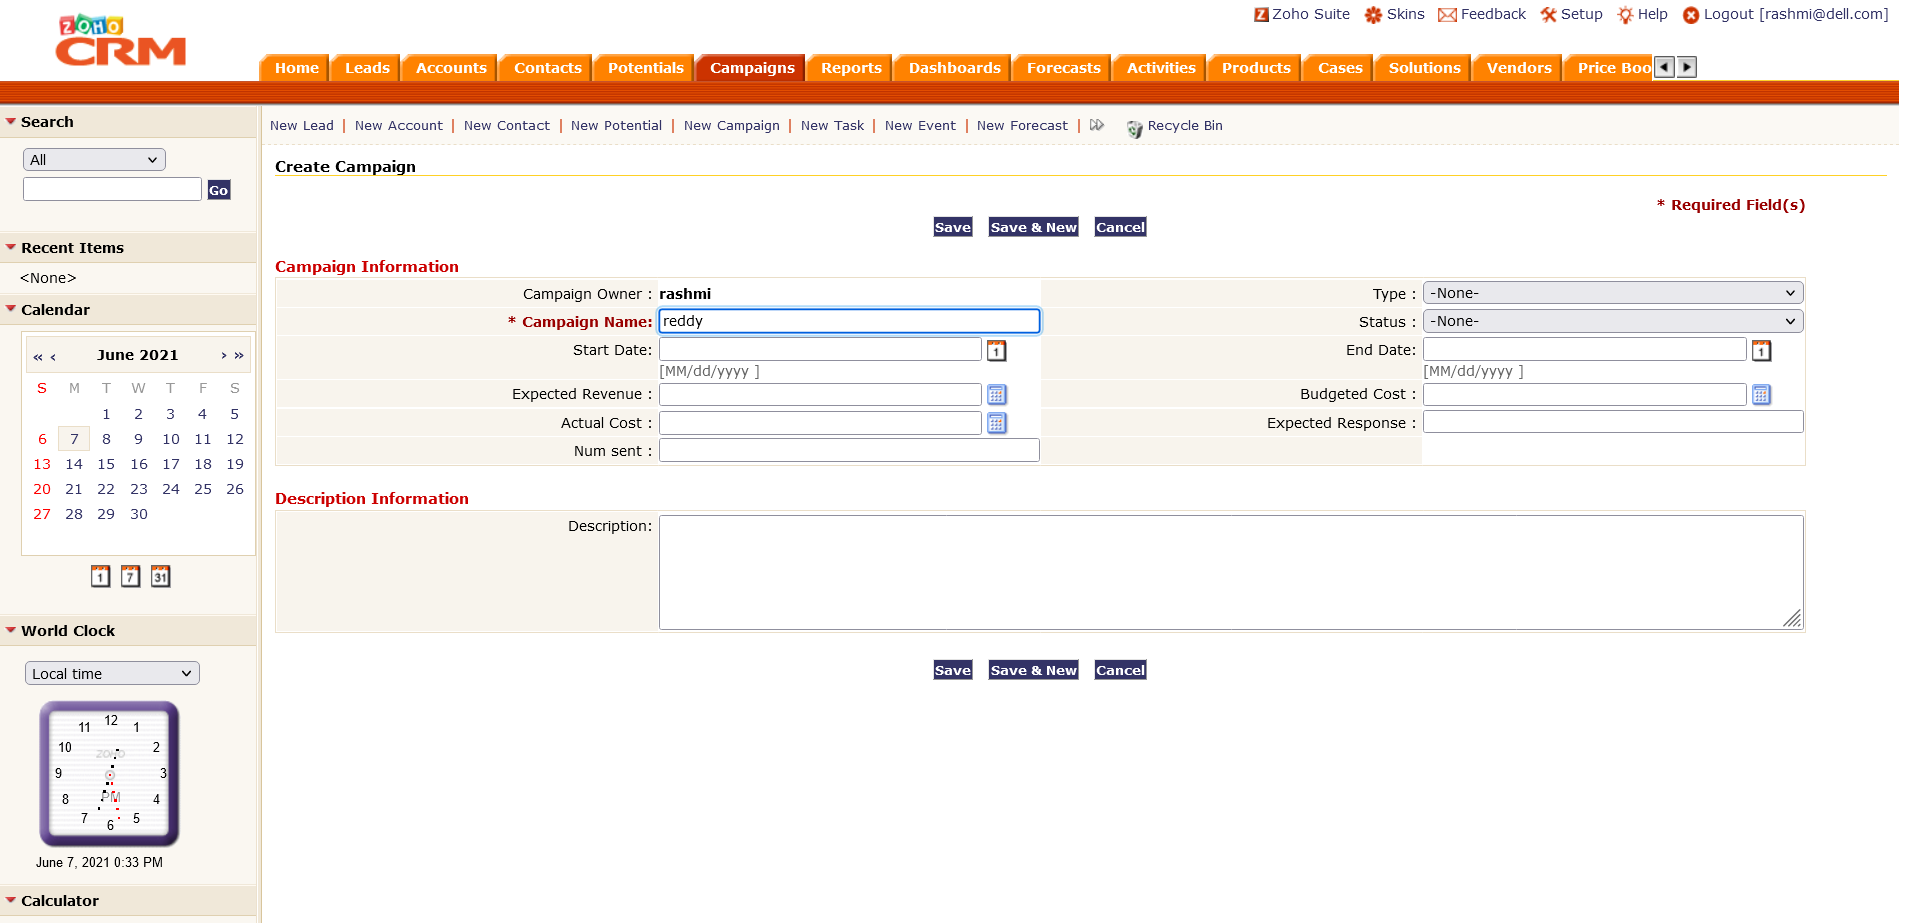 Zoho Suite Skins Feedback Setup Help Logout [rashmi@dell.com]
ZOHO
CRM
Home Leads Accounts Contacts Potentials Campaigns Reports Dashboards Forecasts Activities Products Cases Solutions Vendors Price Boo
Search
All
Go
Recent Items
<None>
Calendar
« ‹ June 2021 › »
S M T W T F S
1 2 3 4 5
6 7 8 9 10 11 12
13 14 15 16 17 18 19
20 21 22 23 24 25 26
27 28 29 30
1 7 31
World Clock
Local time
12
11 1
10 2
ZOHO
9 3
PM
8 4
7 5
6
June 7, 2021 0:33 PM
Calculator
New Lead | New Account | New Contact | New Potential | New Campaign | New Task | New Event | New Forecast | Recycle Bin
Create Campaign
* Required Field(s)
Save Save & New Cancel
Campaign Information
Campaign Owner : rashmi Type : -None-
* Campaign Name: reddy Status : -None-
Start Date: 1 End Date: 1
[MM/dd/yyyy ] [MM/dd/yyyy ]
Expected Revenue : Budgeted Cost :
Actual Cost : Expected Response :
Num sent :
Description Information
Description:
Save Save & New Cancel